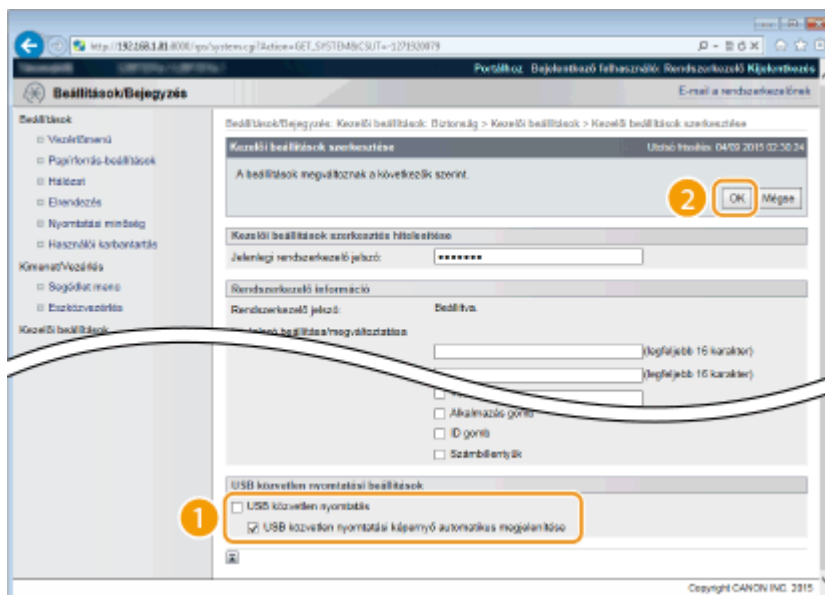 http://192.168.1.81:8000/rps/system.cgi?Action=GET_SYSTEM&CSUT=-1271920079
Portálhoz Bejelentkező felhasználó: Rendszerkezelő Kijelentkezés
Beállítások/Bejegyzés
E-mail a rendszerkezelőnek
Beállítások
Vezérlőmenü
Papírforrás-beállítások
Hálózat
Elrendezés
Nyomtatási minőség
Használói karbantartás
Kimenet/Vezérlés
Segédlet menü
Eszközvezérlés
Kezelői beállítások
Beállítások/Bejegyzés: Kezelői beállítások: Biztonság > Kezelői beállítások > Kezelői beállítások szerkesztése
Kezelői beállítások szerkesztése
Utolsó frissítés: 04/09 2015 02:30:24
A beállítások megváltoznak a következők szerint.
2
OK
Mégse
Kezelői beállítások szerkesztés hitelesítése
Jelenlegi rendszerkezelő jelszó:
Rendszerkezelő információ
Rendszerkezelő jelszó:
Beállítva.
beállítása/megváltoztatása
(legfeljebb 16 karakter)
(legfeljebb 16 karakter)
Alkalmazás gomb
ID gomb
Számbillentyűk
USB közvetlen nyomtatási beállítások
1
USB közvetlen nyomtatás
USB közvetlen nyomtatási képernyő automatikus megjelenítése
Copyright CANON INC. 2015